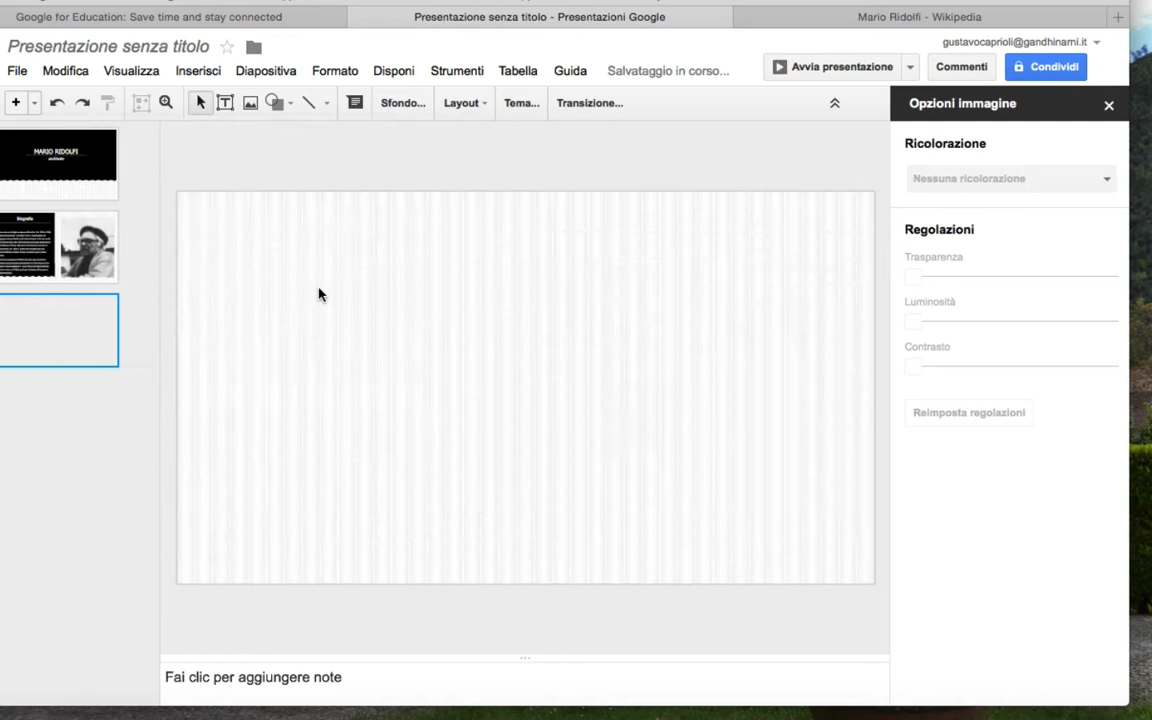 Google for Education: Save time and stay connected
Presentazione senza titolo - Presentazioni Google
Mario Ridolfi - Wikipedia
Presentazione senza titolo
gustavocaprioli@gandhinarni.it
File Modifica Visualizza Inserisci Diapositiva Formato Disponi Strumenti Tabella Guida Salvataggio in corso...
Avvia presentazione
Commenti
Condividi
Sfondo... Layout Tema... Transizione...
Opzioni immagine
Ricolorazione
Nessuna ricolorazione
Regolazioni
Trasparenza
Luminosità
Contrasto
Reimposta regolazioni
MARIO RIDOLFI
architetto
Biografia
Fai clic per aggiungere note